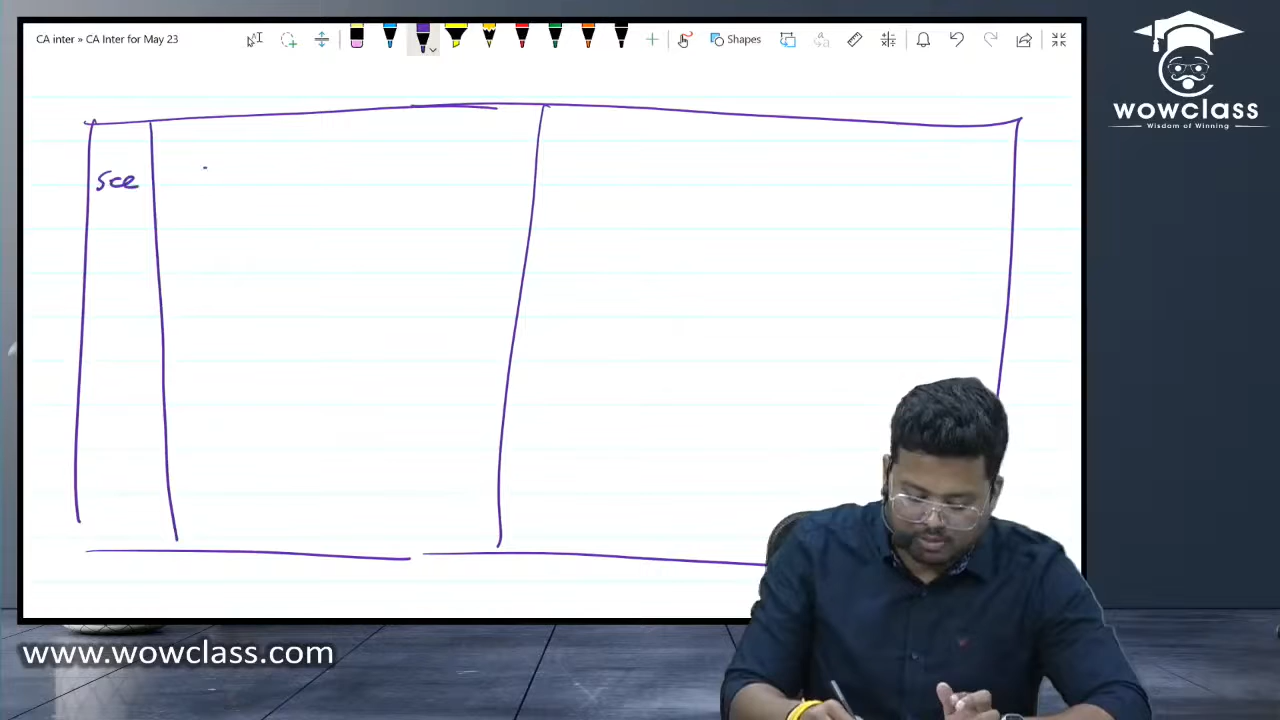 CA inter » CA Inter for May 23
Shapes
wowclass
Wisdom of Winning
Sce
www.wowclass.com